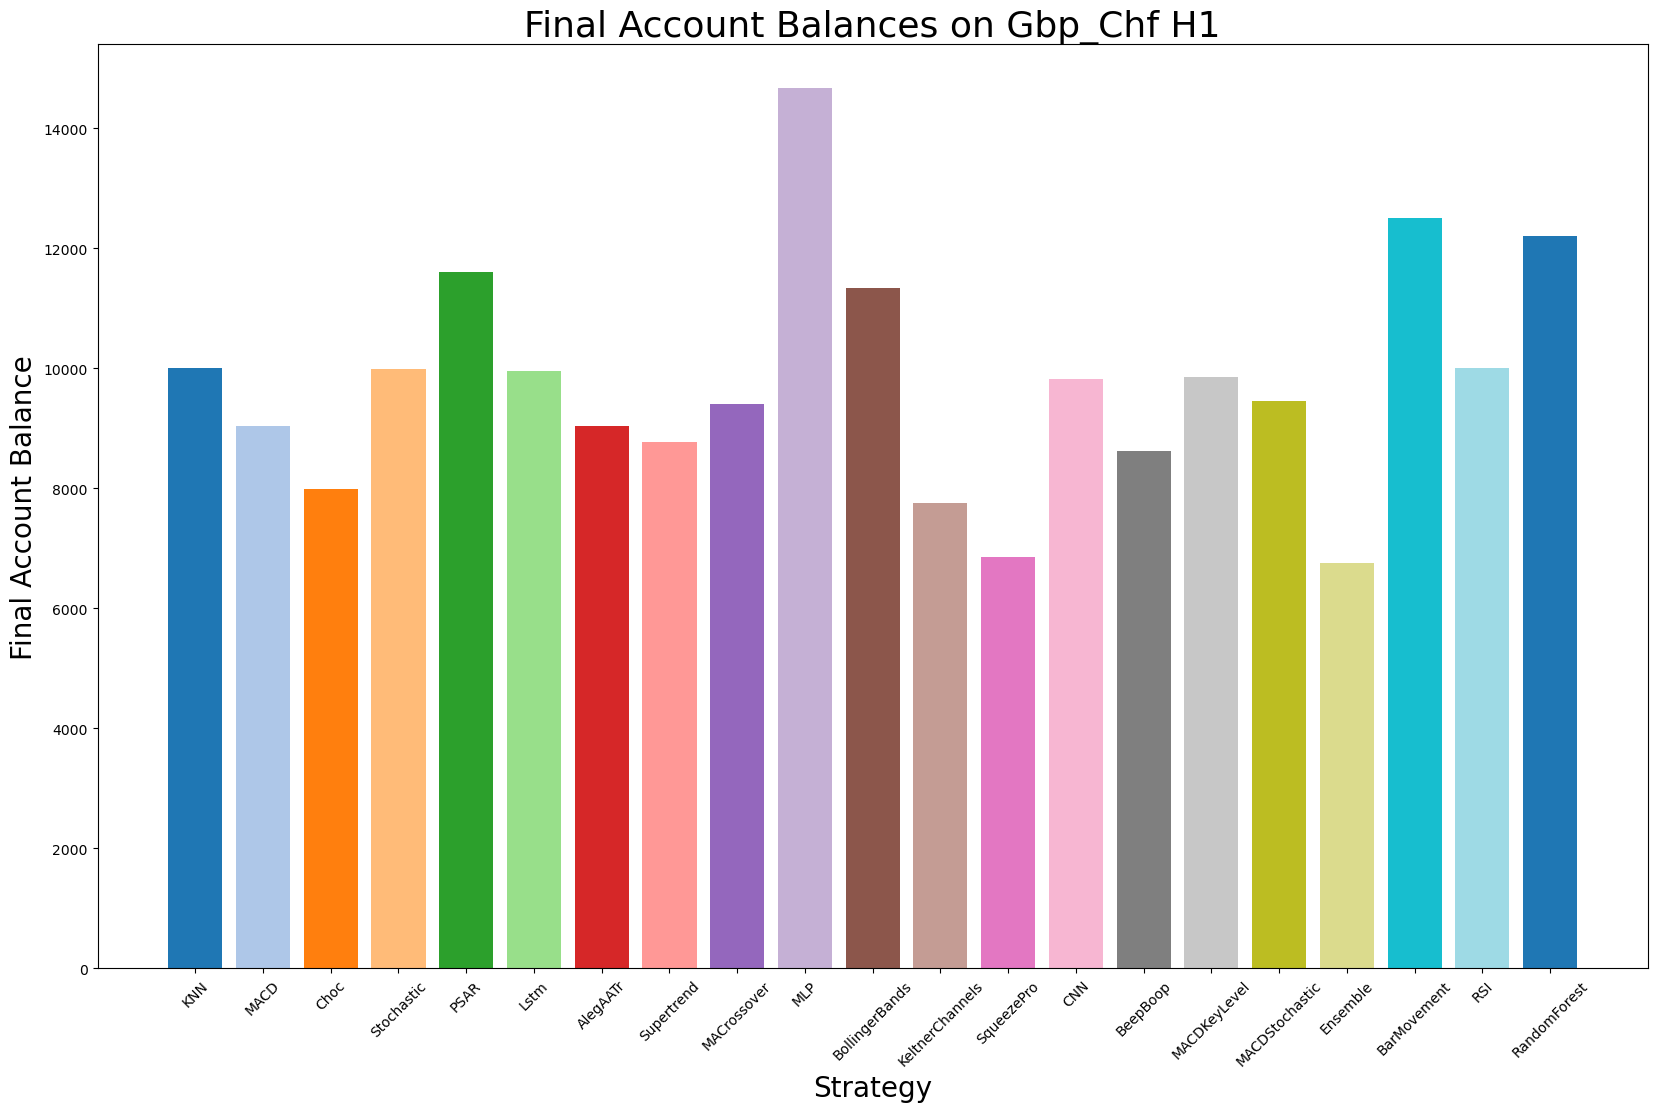 Final Account Balances on Gbp_Chf H1
Final Account Balance
14000
12000
10000
8000
6000
4000
2000
0
KNN
MACD
Choc
Stochastic
PSAR
Lstm
AlegAATr
Supertrend
MACrossover
MLP
BollingerBands
KeltnerChannels
SqueezePro
CNN
BeepBoop
MACDKeyLevel
MACDStochastic
Ensemble
BarMovement
RSI
RandomForest
Strategy